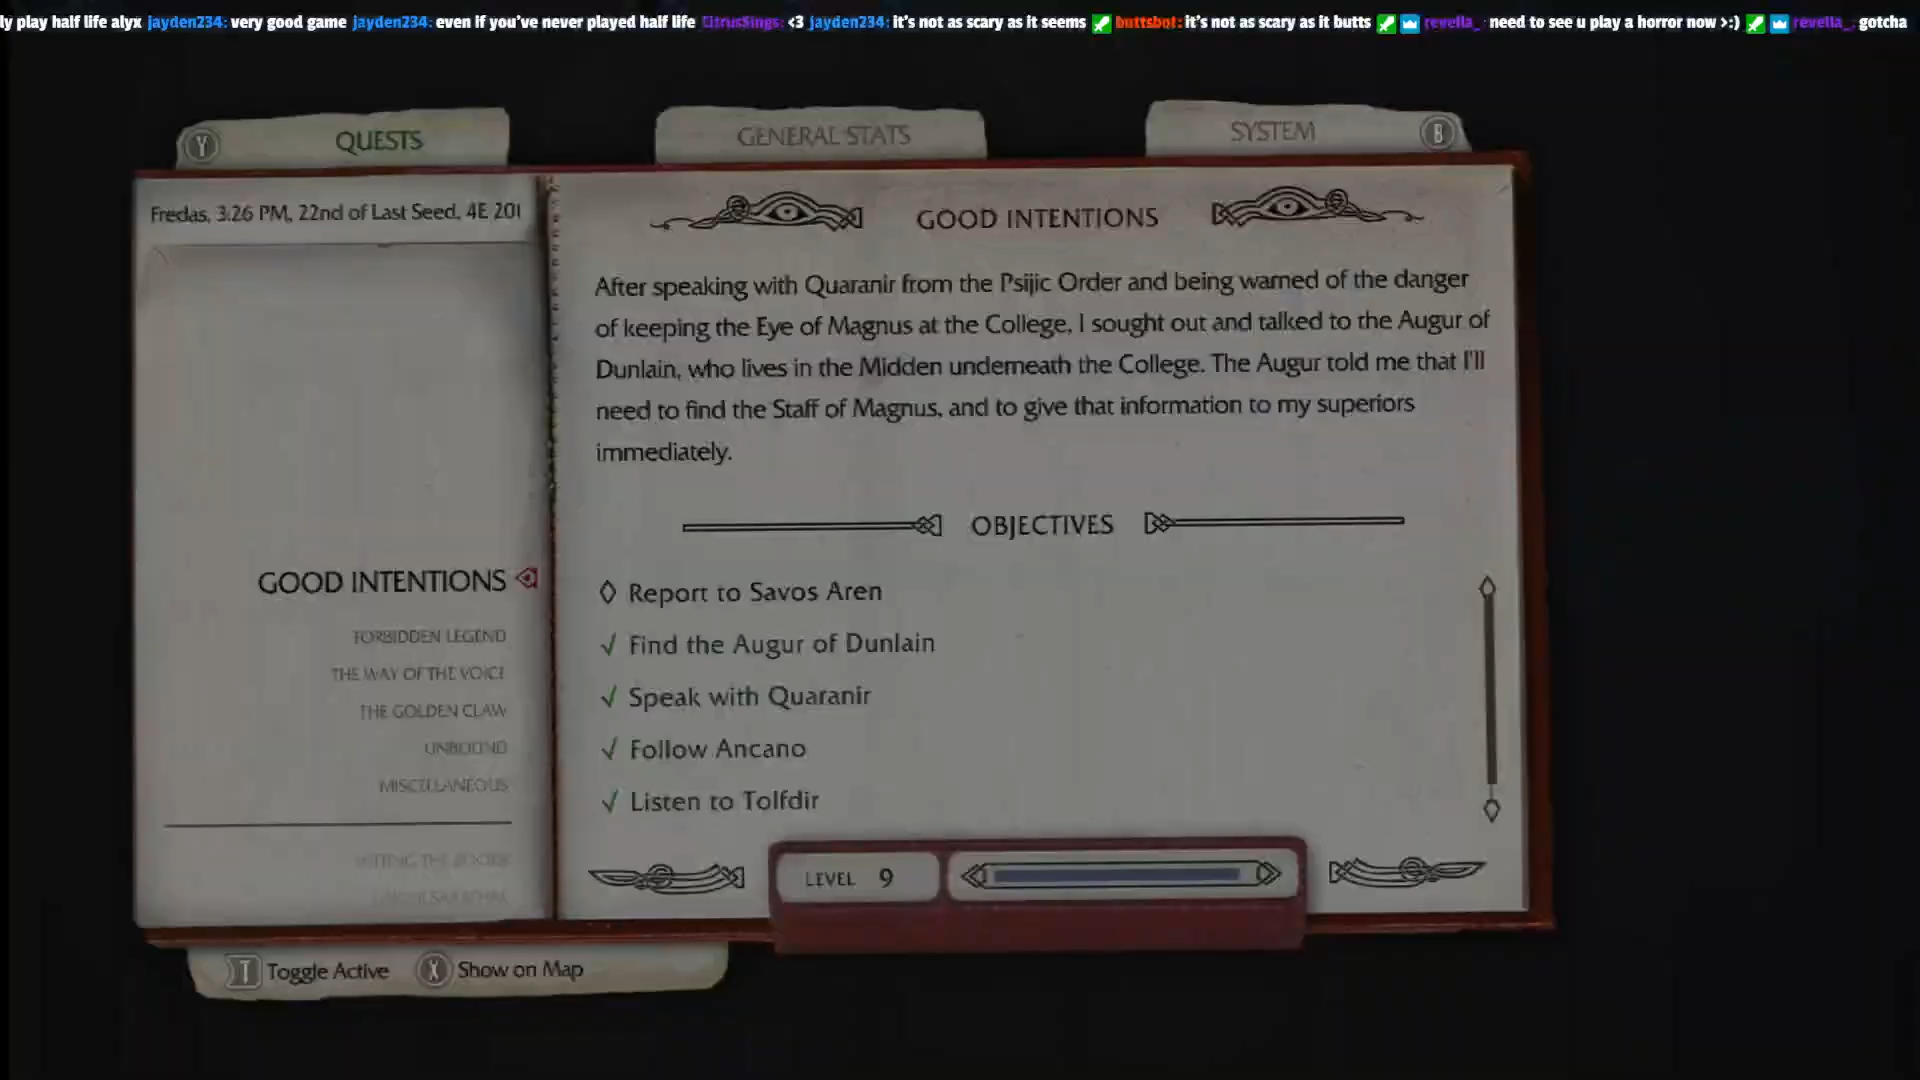 ly play half life alyx jayden234: very good game jayden234: even if you've never played half life CitrusSings: <3 jayden234: it's not as scary as it seems buttsbot: it's not as scary as it butts revella_: need to see u play a horror now >:) revella_: gotcha
Y QUESTS GENERAL STATS SYSTEM B
Fredas, 3:26 PM, 22nd of Last Seed, 4E 201
GOOD INTENTIONS
FORBIDDEN LEGEND
THE WAY OF THE VOICE
THE GOLDEN CLAW
UNBOUND
MISCELLANEOUS
GOOD INTENTIONS
After speaking with Quaranir from the Psijic Order and being warned of the danger
of keeping the Eye of Magnus at the College, I sought out and talked to the Augur of
Dunlain, who lives in the Midden underneath the College. The Augur told me that I'll
need to find the Staff of Magnus, and to give that information to my superiors
immediately.
OBJECTIVES
Report to Savos Aren
Find the Augur of Dunlain
Speak with Quaranir
Follow Ancano
Listen to Tolfdir
LEVEL 9
T Toggle Active X Show on Map